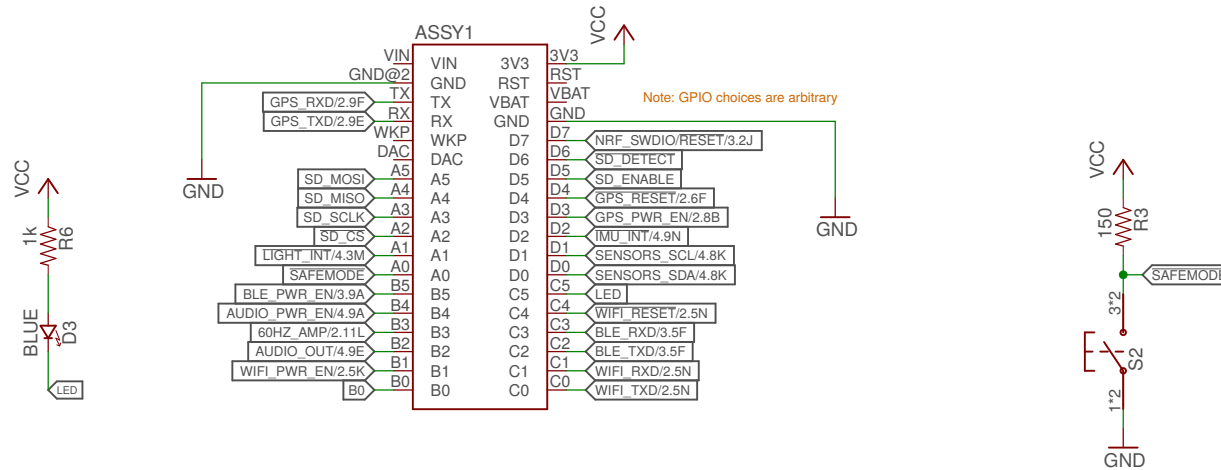 ASSY1
VCC
VIN VIN 3V3 3V3
GND@2 GND RST RST
GPS_RXD/2.9F TX TX VBAT VBAT
Note: GPIO choices are arbitrary
GPS_TXD/2.9E RX RX GND GND
WKP WKP D7 D7 NRF_SWDIO/RESET/3.2J
DAC DAC D6 D6 SD_DETECT
SD_MOSI A5 A5 D5 D5 SD_ENABLE
SD_MISO A4 A4 D4 D4 GPS_RESET/2.6F
SD_SCLK A3 A3 D3 D3 GPS_PWR_EN/2.8B
SD_CS A2 A2 D2 D2 IMU_INT/4.9N
LIGHT_INT/4.3M A1 A1 D1 D1 SENSORS_SCL/4.8K
SAFEMODE A0 A0 D0 D0 SENSORS_SDA/4.8K
BLE_PWR_EN/3.9A B5 B5 C5 C5 LED
AUDIO_PWR_EN/4.9A B4 B4 C4 C4 WIFI_RESET/2.5N
60HZ_AMP/2.11L B3 B3 C3 C3 BLE_RXD/3.5F
AUDIO_OUT/4.9E B2 B2 C2 C2 BLE_TXD/3.5F
WIFI_PWR_EN/2.5K B1 B1 C1 C1 WIFI_RXD/2.5N
B0 B0 B0 C0 C0 WIFI_TXD/2.5N
GND
GND
VCC
1k
R6
BLUE
D3
LED
VCC
150
R3
SAFEMODE
3*2
S2
1*2
GND